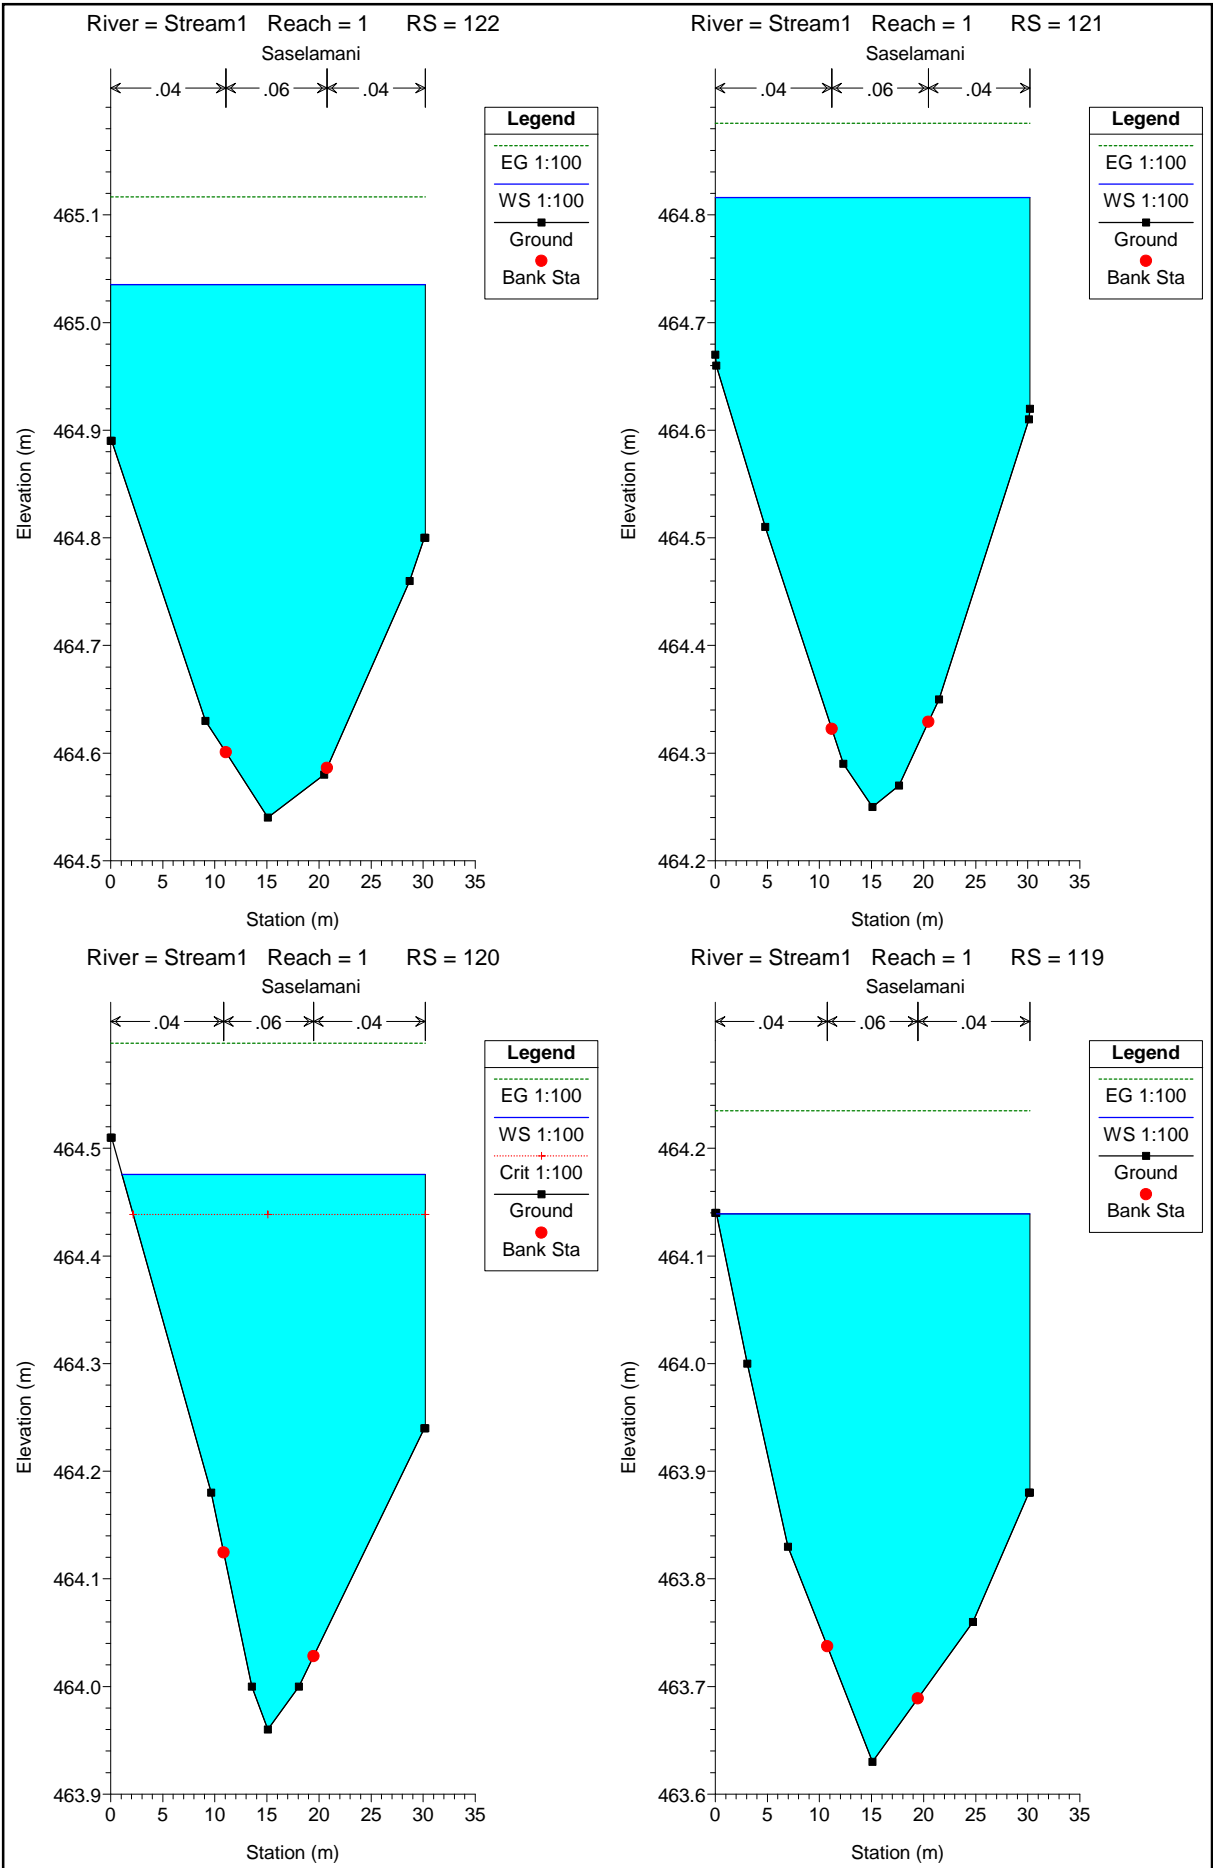 River = Stream1 Reach = 1 RS = 122
Saselamani
.04 .06 .04
Legend
EG 1:100
WS 1:100
Ground
Bank Sta
465.1
465.0
464.9
464.8
464.7
464.6
464.5
Elevation (m)
0 5 10 15 20 25 30 35
Station (m)
River = Stream1 Reach = 1 RS = 121
Saselamani
.04 .06 .04
Legend
EG 1:100
WS 1:100
Ground
Bank Sta
464.8
464.7
464.6
464.5
464.4
464.3
464.2
Elevation (m)
0 5 10 15 20 25 30 35
Station (m)
River = Stream1 Reach = 1 RS = 120
Saselamani
.04 .06 .04
Legend
EG 1:100
WS 1:100
Crit 1:100
Ground
Bank Sta
464.5
464.4
464.3
464.2
464.1
464.0
463.9
Elevation (m)
0 5 10 15 20 25 30 35
Station (m)
River = Stream1 Reach = 1 RS = 119
Saselamani
.04 .06 .04
Legend
EG 1:100
WS 1:100
Ground
Bank Sta
464.2
464.1
464.0
463.9
463.8
463.7
463.6
Elevation (m)
0 5 10 15 20 25 30 35
Station (m)